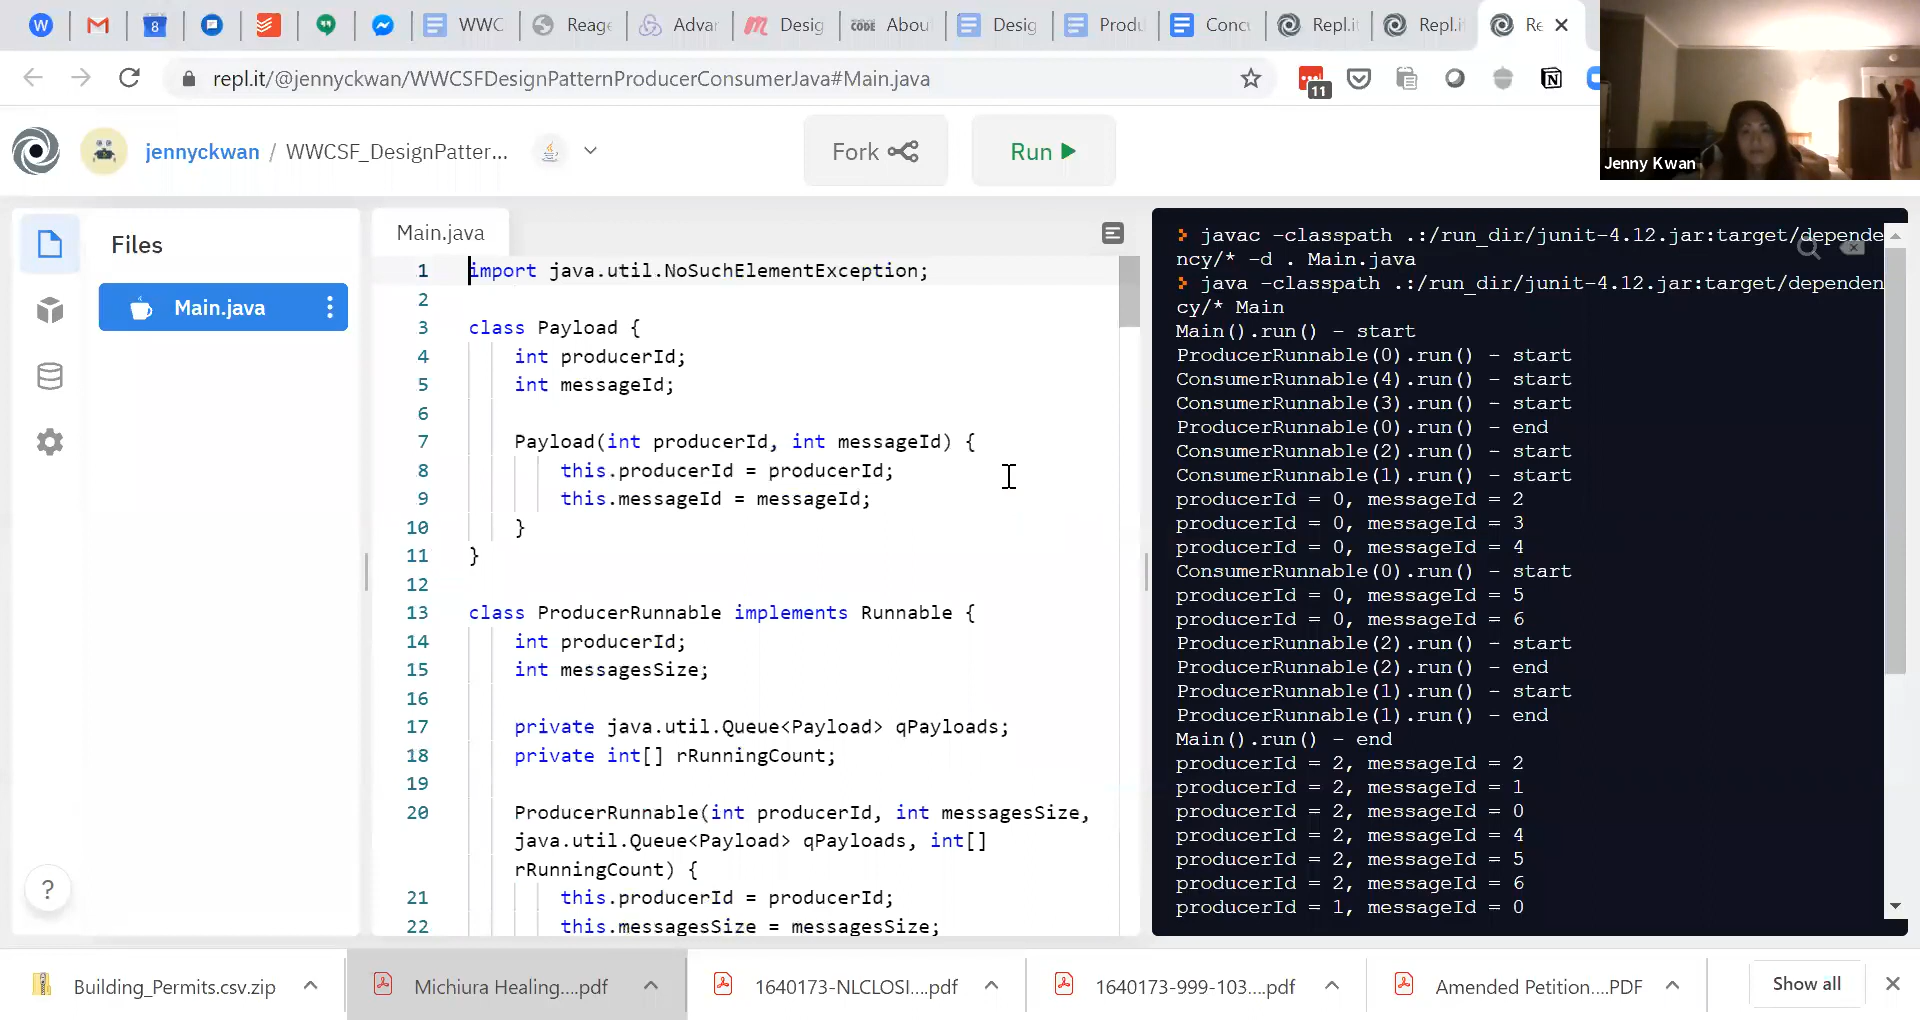 WWC
Reage
Advar
Desig
CODE Abou
Desig
Produ
Conc
Repl.i
Repl.i
Re
repl.it/@jennyckwan/WWCSFDesignPatternProducerConsumerJava#Main.java
11
jennyckwan / WWCSF_DesignPatter...
Fork
Run
Jenny Kwan
Files
Main.java
Main.java
1 import java.util.NoSuchElementException;
2
3 class Payload {
4 int producerId;
5 int messageId;
6
7 Payload(int producerId, int messageId) {
8 this.producerId = producerId;
9 this.messageId = messageId;
10 }
11 }
12
13 class ProducerRunnable implements Runnable {
14 int producerId;
15 int messagesSize;
16
17 private java.util.Queue<Payload> qPayloads;
18 private int[] rRunningCount;
19
20 ProducerRunnable(int producerId, int messagesSize,
java.util.Queue<Payload> qPayloads, int[]
rRunningCount) {
21 this.producerId = producerId;
22 this.messagesSize = messagesSize;
javac -classpath .:/run_dir/junit-4.12.jar:target/depende
ncy/* -d . Main.java
java -classpath .:/run_dir/junit-4.12.jar:target/dependen
cy/* Main
Main().run() - start
ProducerRunnable(0).run() - start
ConsumerRunnable(4).run() - start
ConsumerRunnable(3).run() - start
ProducerRunnable(0).run() - end
ConsumerRunnable(2).run() - start
ConsumerRunnable(1).run() - start
producerId = 0, messageId = 2
producerId = 0, messageId = 3
producerId = 0, messageId = 4
ConsumerRunnable(0).run() - start
producerId = 0, messageId = 5
producerId = 0, messageId = 6
ProducerRunnable(2).run() - start
ProducerRunnable(2).run() - end
ProducerRunnable(1).run() - start
ProducerRunnable(1).run() - end
Main().run() - end
producerId = 2, messageId = 2
producerId = 2, messageId = 1
producerId = 2, messageId = 0
producerId = 2, messageId = 4
producerId = 2, messageId = 5
producerId = 2, messageId = 6
producerId = 1, messageId = 0
?
Building_Permits.csv.zip
Michiura Healing....pdf
1640173-NLCLOSI....pdf
1640173-999-103....pdf
Amended Petition....PDF
Show all